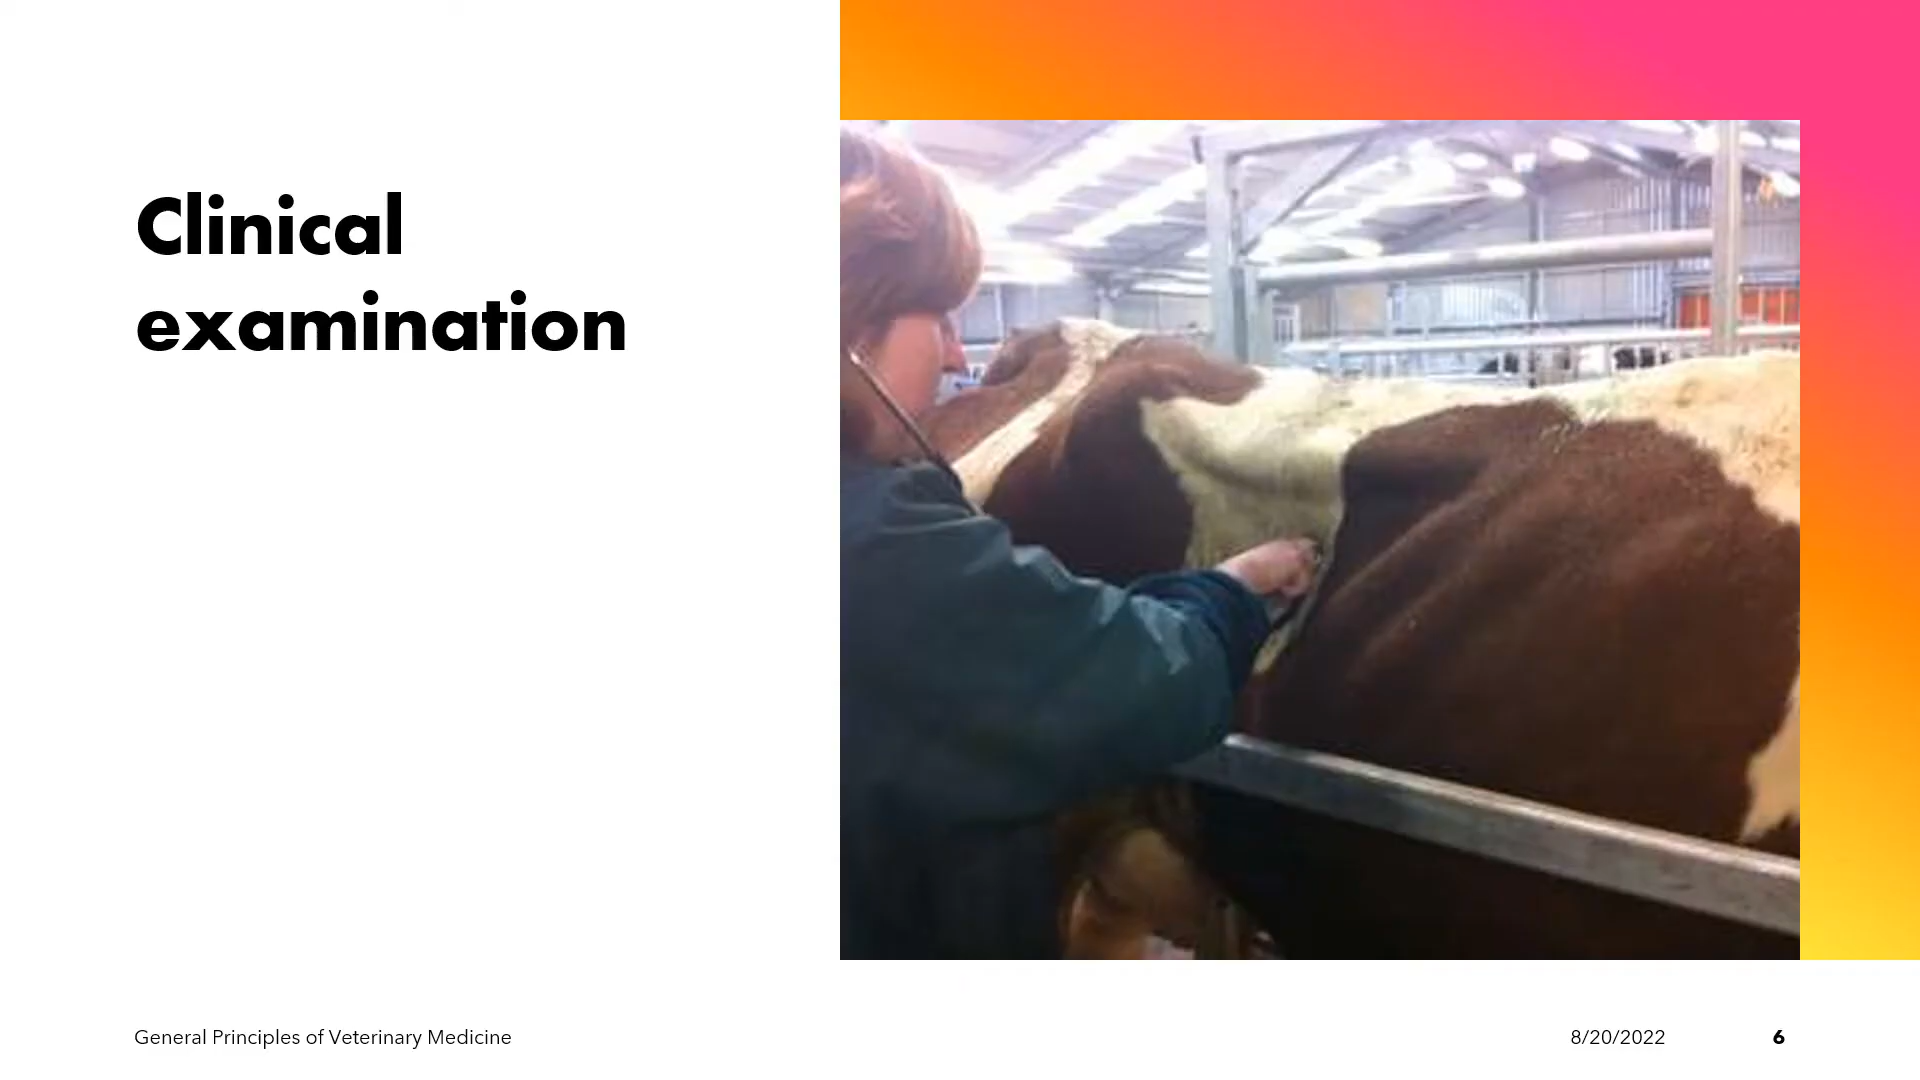 Clinical
examination
General Principles of Veterinary Medicine
8/20/2022
6